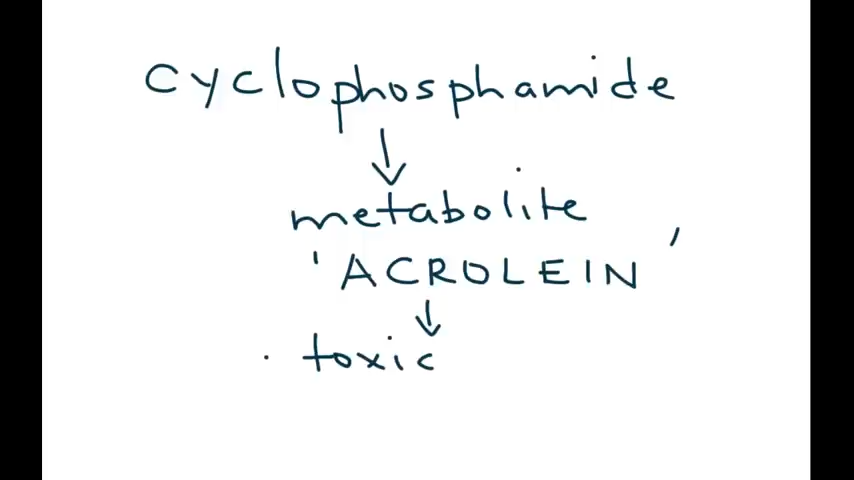 cyclophosphamide
↓
metabolite
'ACROLEIN'
↓
toxic